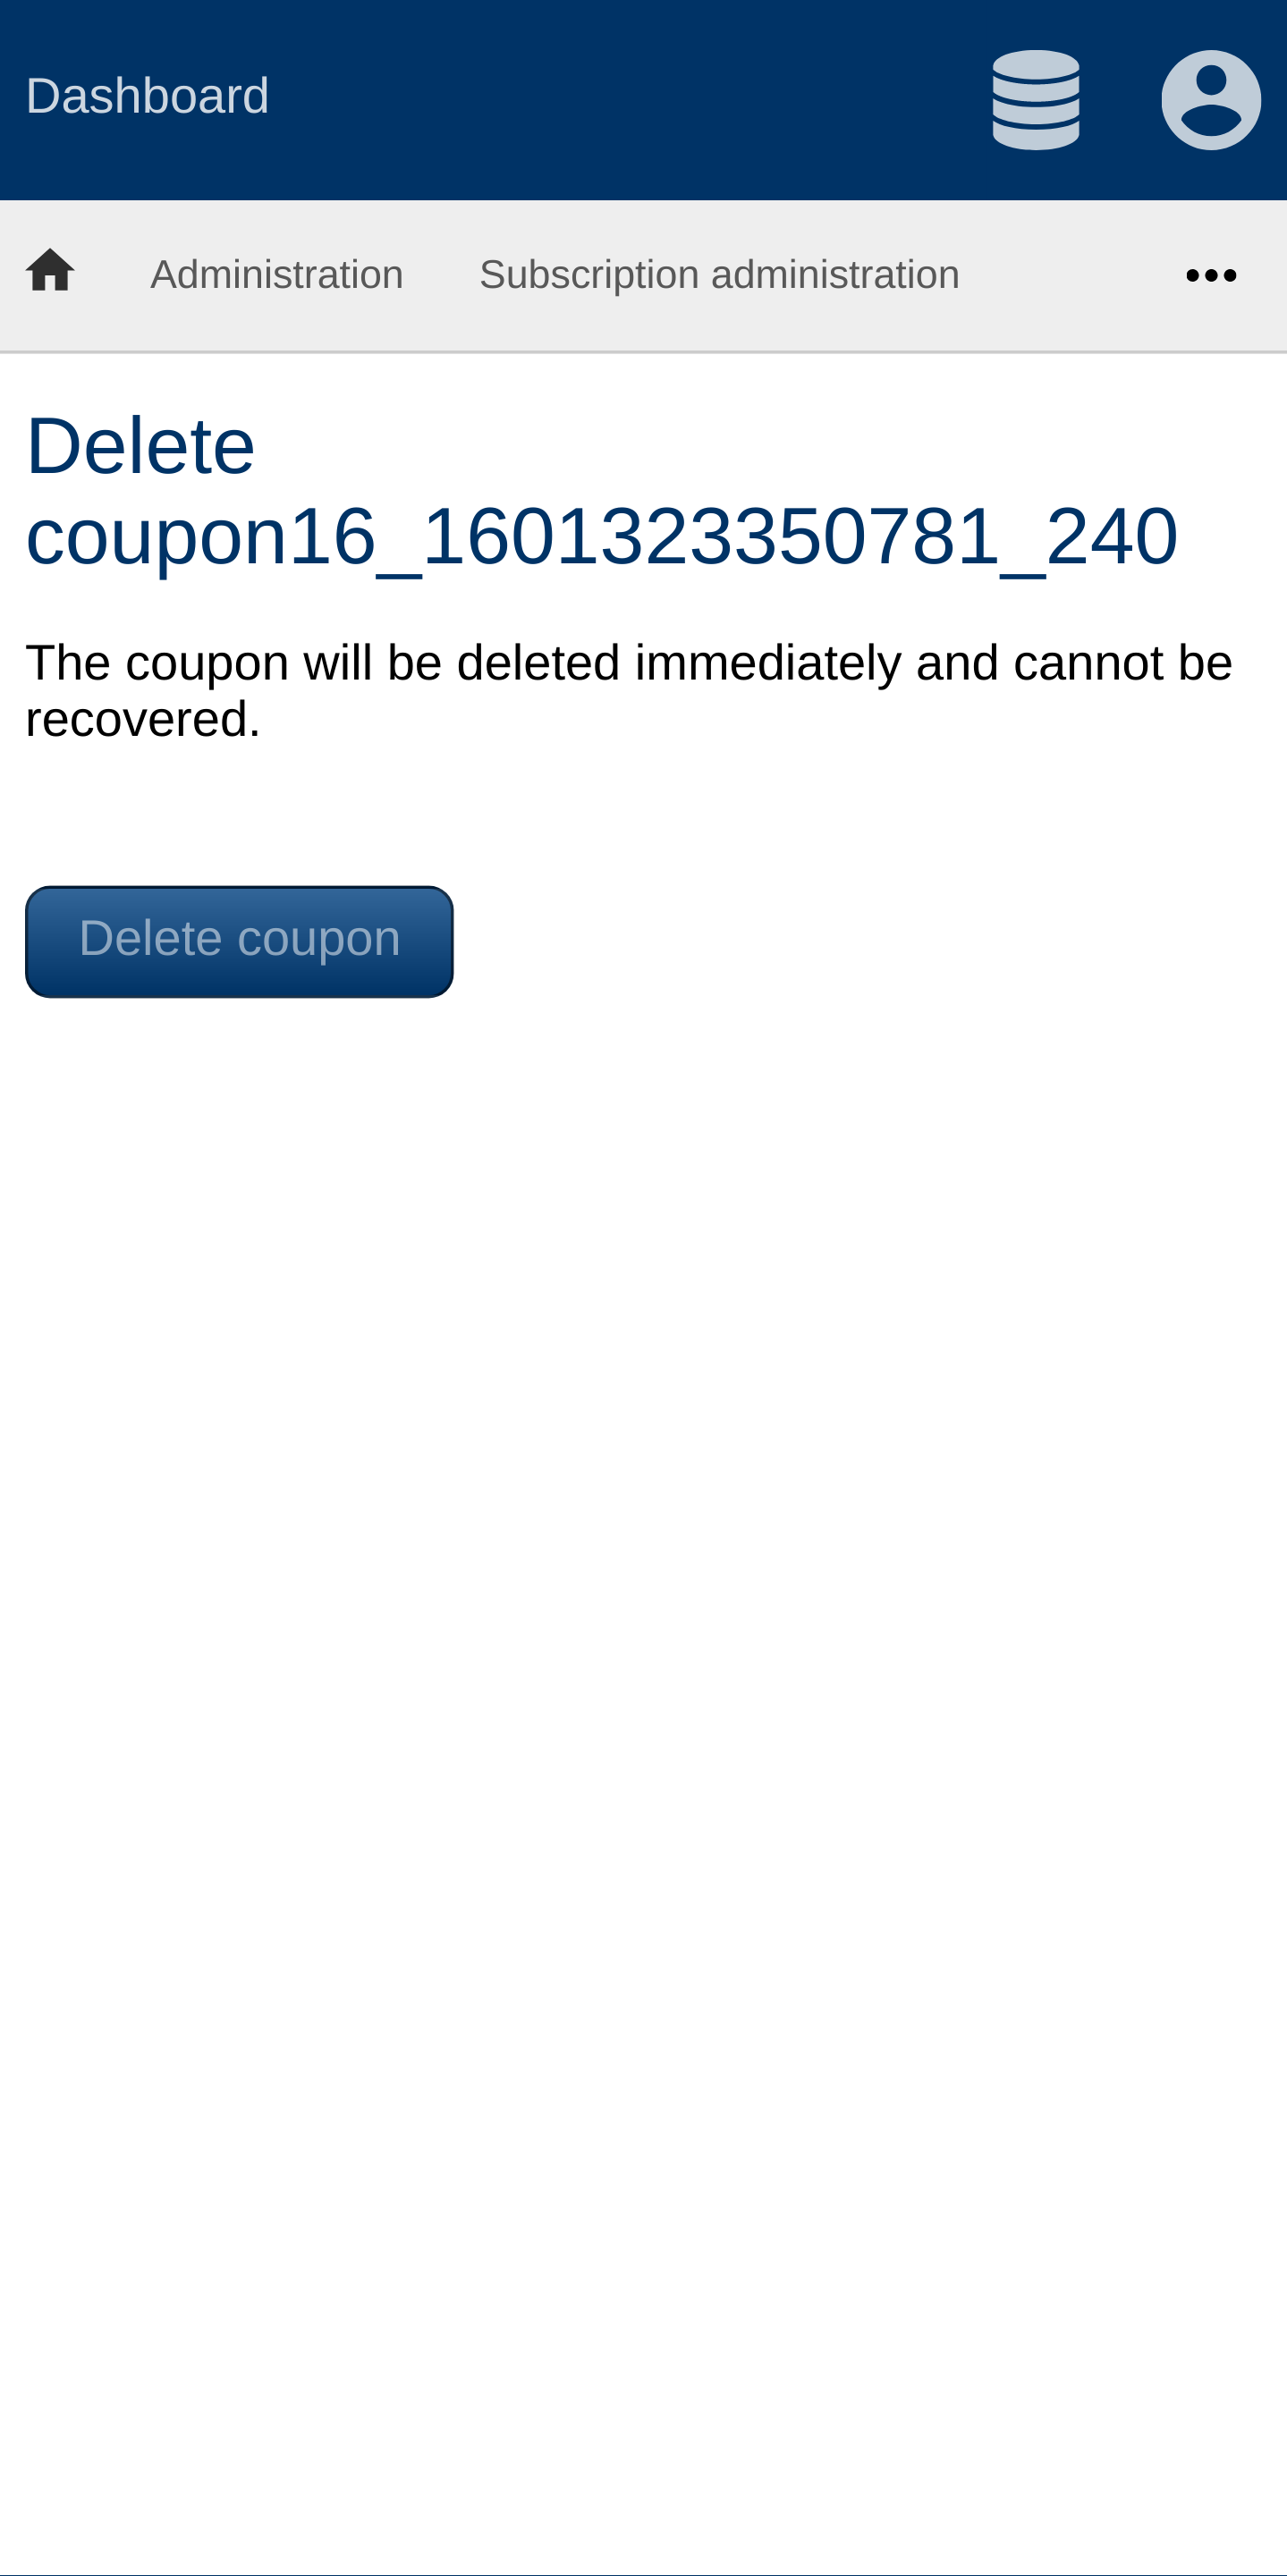 Dashboard
Administration Subscription administration
Delete
coupon16_1601323350781_240
The coupon will be deleted immediately and cannot be
recovered.
Delete coupon